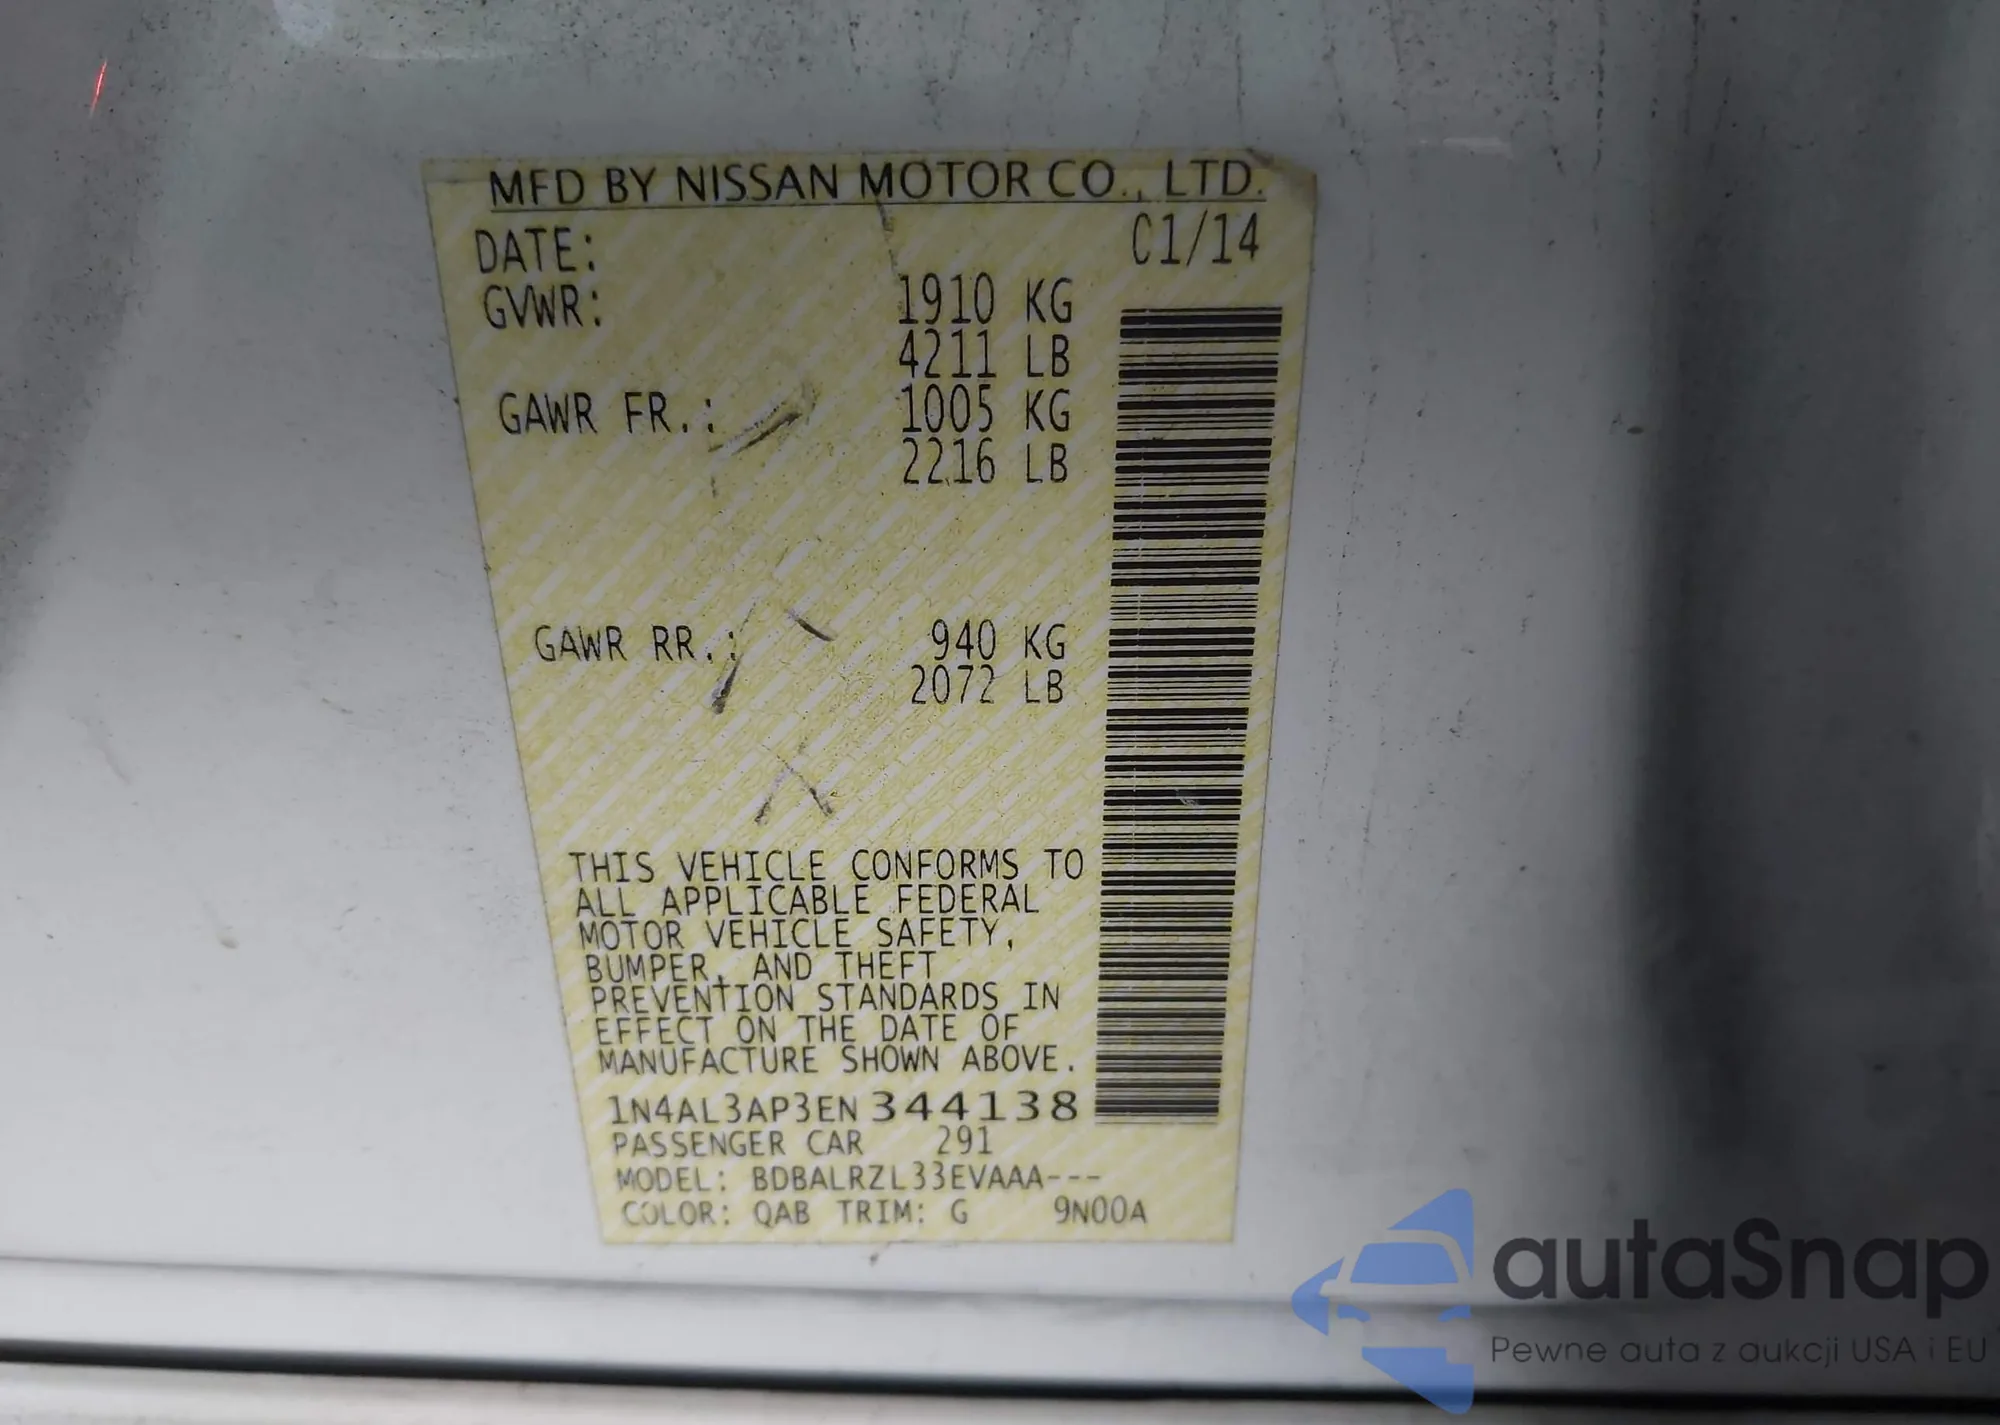 MFD BY NISSAN MOTOR CO., LTD.
DATE: C1/14
GVWR: 1910 KG
4211 LB
GAWR FR.: 1005 KG
2216 LB
GAWR RR.: 940 KG
2072 LB
THIS VEHICLE CONFORMS TO
ALL APPLICABLE FEDERAL
MOTOR VEHICLE SAFETY,
BUMPER, AND THEFT
PREVENTION STANDARDS IN
EFFECT ON THE DATE OF
MANUFACTURE SHOWN ABOVE.
1N4AL3AP3EN344138
PASSENGER CAR 291
MODEL: BDBALRZL33EVAAA---
COLOR: QAB TRIM: G 9N00A
autaSnap
Pewne auta z aukcji USA i EU